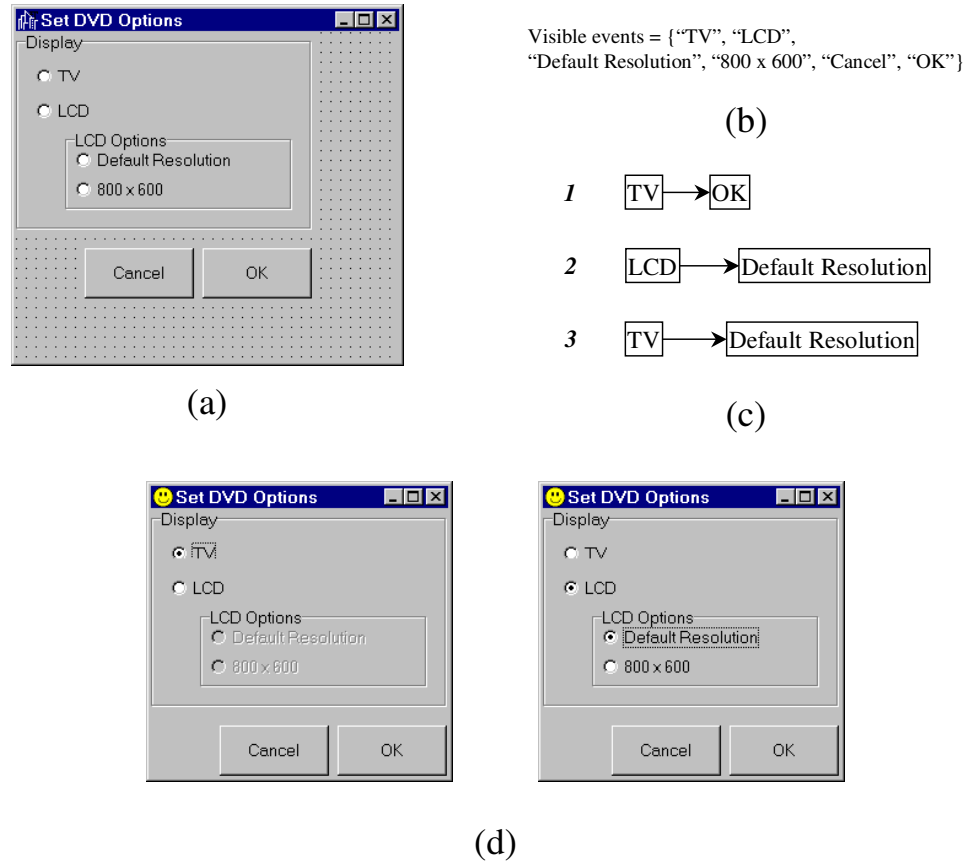 Set DVD Options
Display
TV
LCD
LCD Options
Default Resolution
800 x 600
Cancel OK
(a)
Visible events = {“TV”, “LCD”,
“Default Resolution”, “800 x 600”, “Cancel”, “OK”}
(b)
1 TV OK
2 LCD Default Resolution
3 TV Default Resolution
(c)
Set DVD Options
Display
TV
LCD
LCD Options
Default Resolution
800 x 600
Cancel OK
Set DVD Options
Display
TV
LCD
LCD Options
Default Resolution
800 x 600
Cancel OK
(d)